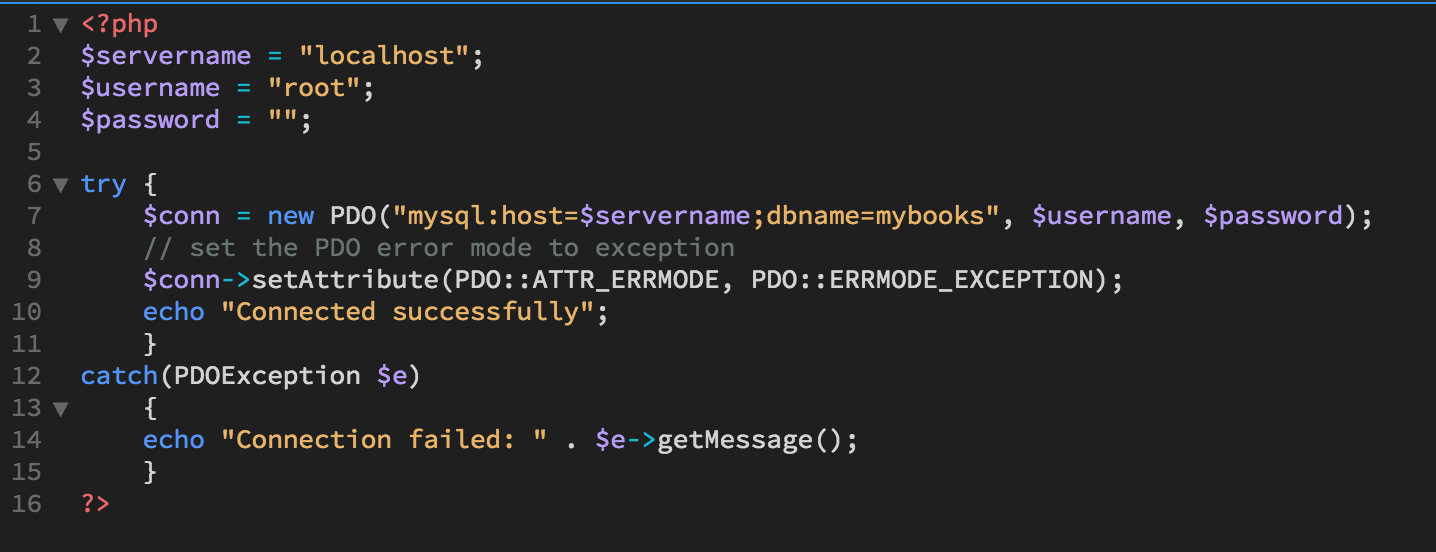 1 ▼ <?php
2 $servername = "localhost";
3 $username = "root";
4 $password = "";
5
6 ▼ try {
7     $conn = new PDO("mysql:host=$servername;dbname=mybooks", $username, $password);
8     // set the PDO error mode to exception
9     $conn->setAttribute(PDO::ATTR_ERRMODE, PDO::ERRMODE_EXCEPTION);
10     echo "Connected successfully";
11     }
12 catch(PDOException $e)
13 ▼     {
14     echo "Connection failed: " . $e->getMessage();
15     }
16 ?>